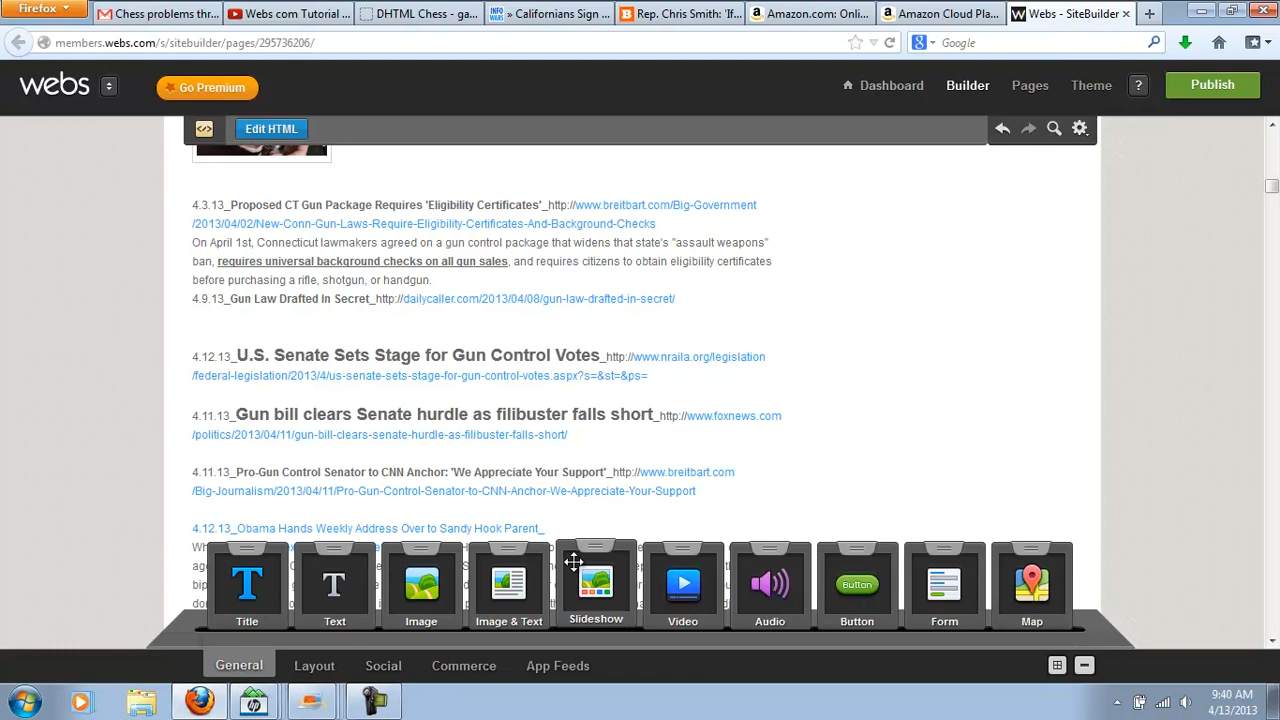 Firefox
Chess problems thr...
Webs com Tutorial ...
DHTML Chess - ga...
INFO WARS
» Californians Sign ...
Rep. Chris Smith: 'If...
Amazon.com: Onli...
Amazon Cloud Pla...
Webs - SiteBuilder
members.webs.com/s/sitebuilder/pages/295736206/
Google
webs
Go Premium
Dashboard
Builder
Pages
Theme
?
Publish
Edit HTML
4.3.13_Proposed CT Gun Package Requires 'Eligibility Certificates'_http://www.breitbart.com/Big-Government
/2013/04/02/New-Conn-Gun-Laws-Require-Eligibility-Certificates-And-Background-Checks
On April 1st, Connecticut lawmakers agreed on a gun control package that widens that state's "assault weapons"
ban, requires universal background checks on all gun sales, and requires citizens to obtain eligibility certificates
before purchasing a rifle, shotgun, or handgun.
4.9.13_Gun Law Drafted In Secret_http://dailycaller.com/2013/04/08/gun-law-drafted-in-secret/
4.12.13_U.S. Senate Sets Stage for Gun Control Votes_http://www.nraila.org/legislation
/federal-legislation/2013/4/us-senate-sets-stage-for-gun-control-votes.aspx?s=&st=&ps=
4.11.13_Gun bill clears Senate hurdle as filibuster falls short_http://www.foxnews.com
/politics/2013/04/11/gun-bill-clears-senate-hurdle-as-filibuster-falls-short/
4.11.13_Pro-Gun Control Senator to CNN Anchor: 'We Appreciate Your Support'_http://www.breitbart.com
/Big-Journalism/2013/04/11/Pro-Gun-Control-Senator-to-CNN-Anchor-We-Appreciate-Your-Support
4.12.13_Obama Hands Weekly Address Over to Sandy Hook Parent_
Title
Text
Image
Image & Text
Slideshow
Video
Audio
Button
Button
Form
Map
General
Layout
Social
Commerce
App Feeds
9:40 AM
4/13/2013